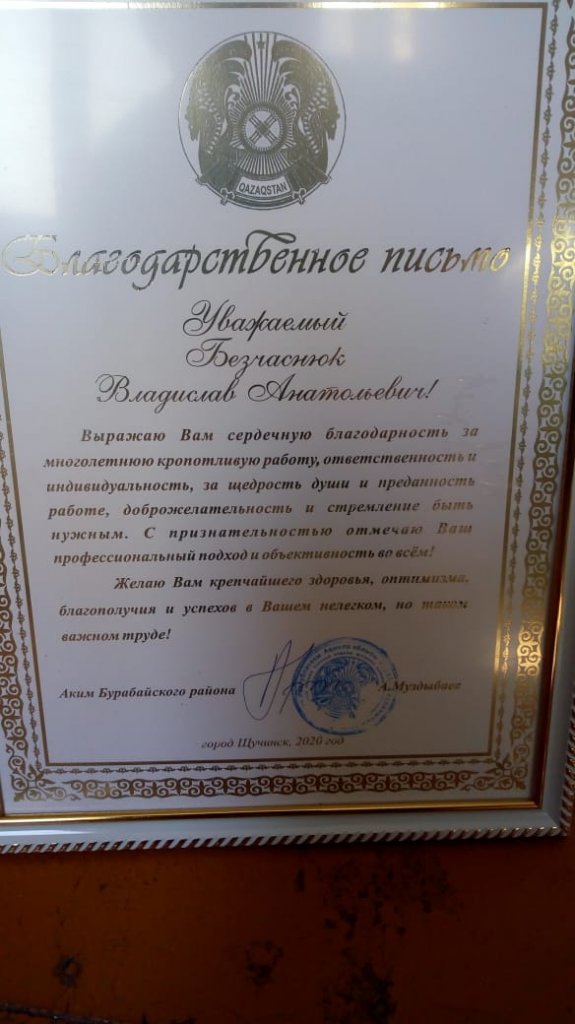 QAZAQSTAN
Благодарственное письмо
Уважаемый
Безчаснюк
Владислав Анатольевич!
Выражаю Вам сердечную благодарность за
многолетнюю кропотливую работу, ответственность и
индивидуальность, за щедрость души и преданность
работе, доброжелательность и стремление быть
нужным. С признательностью отмечаю Ваш
профессиональный подход и объективность во всём!
Желаю Вам крепчайшего здоровья, оптимизма,
благополучия и успехов в Вашем нелегком, но таком
важном труде!
Аким Бурабайского района А.Муздыбаев
город Щучинск, 2020 год